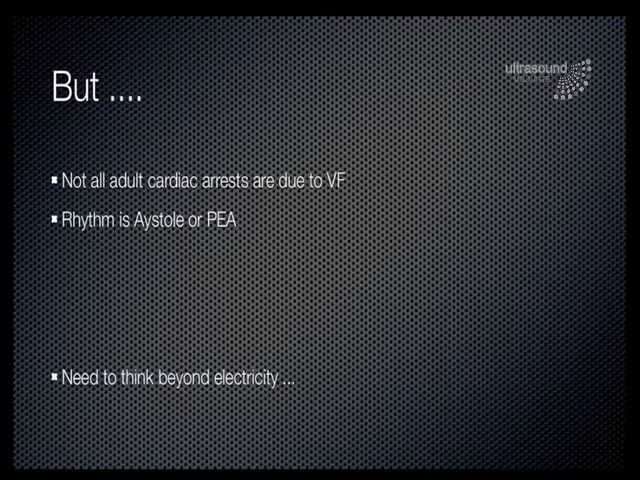 ultrasound
But ....
Not all adult cardiac arrests are due to VF
Rhythm is Aystole or PEA
Need to think beyond electricity ...